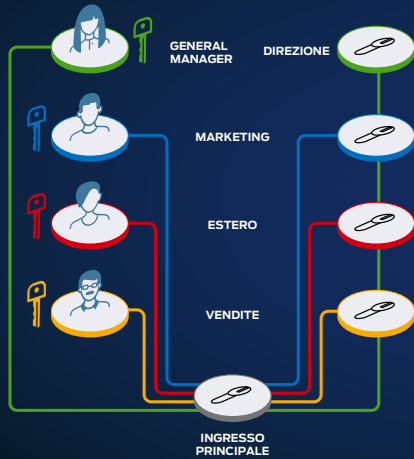 GENERAL
MANAGER
DIREZIONE
MARKETING
ESTERO
VENDITE
INGRESSO
PRINCIPALE